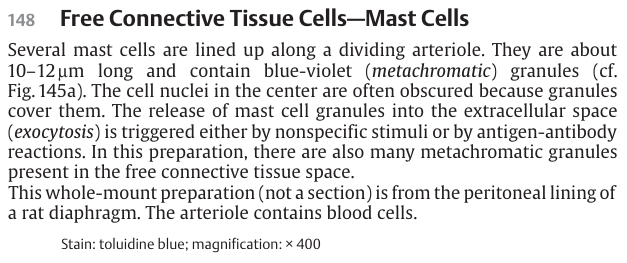 148 Free Connective Tissue Cells—Mast Cells
Several mast cells are lined up along a dividing arteriole. They are about
10–12 µm long and contain blue-violet (metachromatic) granules (cf.
Fig. 145a). The cell nuclei in the center are often obscured because granules
cover them. The release of mast cell granules into the extracellular space
(exocytosis) is triggered either by nonspecific stimuli or by antigen-antibody
reactions. In this preparation, there are also many metachromatic granules
present in the free connective tissue space.
This whole-mount preparation (not a section) is from the peritoneal lining of
a rat diaphragm. The arteriole contains blood cells.
Stain: toluidine blue; magnification: × 400